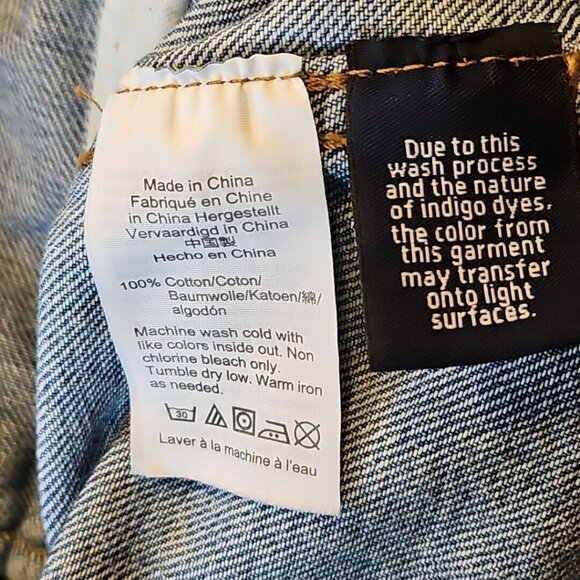 Made in China
Fabriqué en Chine
in China Hergestellt
Vervaardigd in China
中国製
Hecho en China
100% Cotton/Coton/
Baumwolle/Katoen/綿/
algodón
Machine wash cold with
like colors inside out. Non
chlorine bleach only.
Tumble dry low. Warm iron
as needed.
30
Laver à la machine à l'eau
Due to this
wash process
and the nature
of indigo dyes,
the color from
this garment
may transfer
onto light
surfaces.